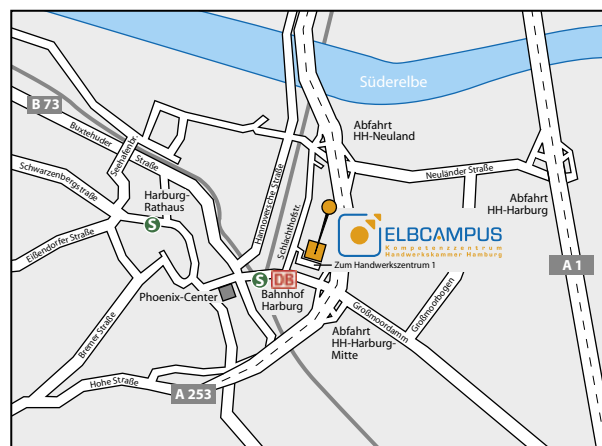 Süderelbe
B 73
Abfahrt
HH-Neuland
Buxtehuder
Straße
Seehafenbr.
Schwarzenbergstraße
Harburg-
Rathaus
S
Hannoversche Straße
Schlachthofstr.
Neuländer Straße
Abfahrt
HH-Harburg
Eißendorfer Straße
ELBCAMPUS
Kompetenzzentrum
Handwerkskammer Hamburg
Zum Handwerkszentrum 1
A 1
S
DB
Bahnhof
Harburg
Phoenix-Center
Großmoordamm
Großmoorbogen
Bremer Straße
Abfahrt
HH-Harburg-
Mitte
Hohe Straße
A 253